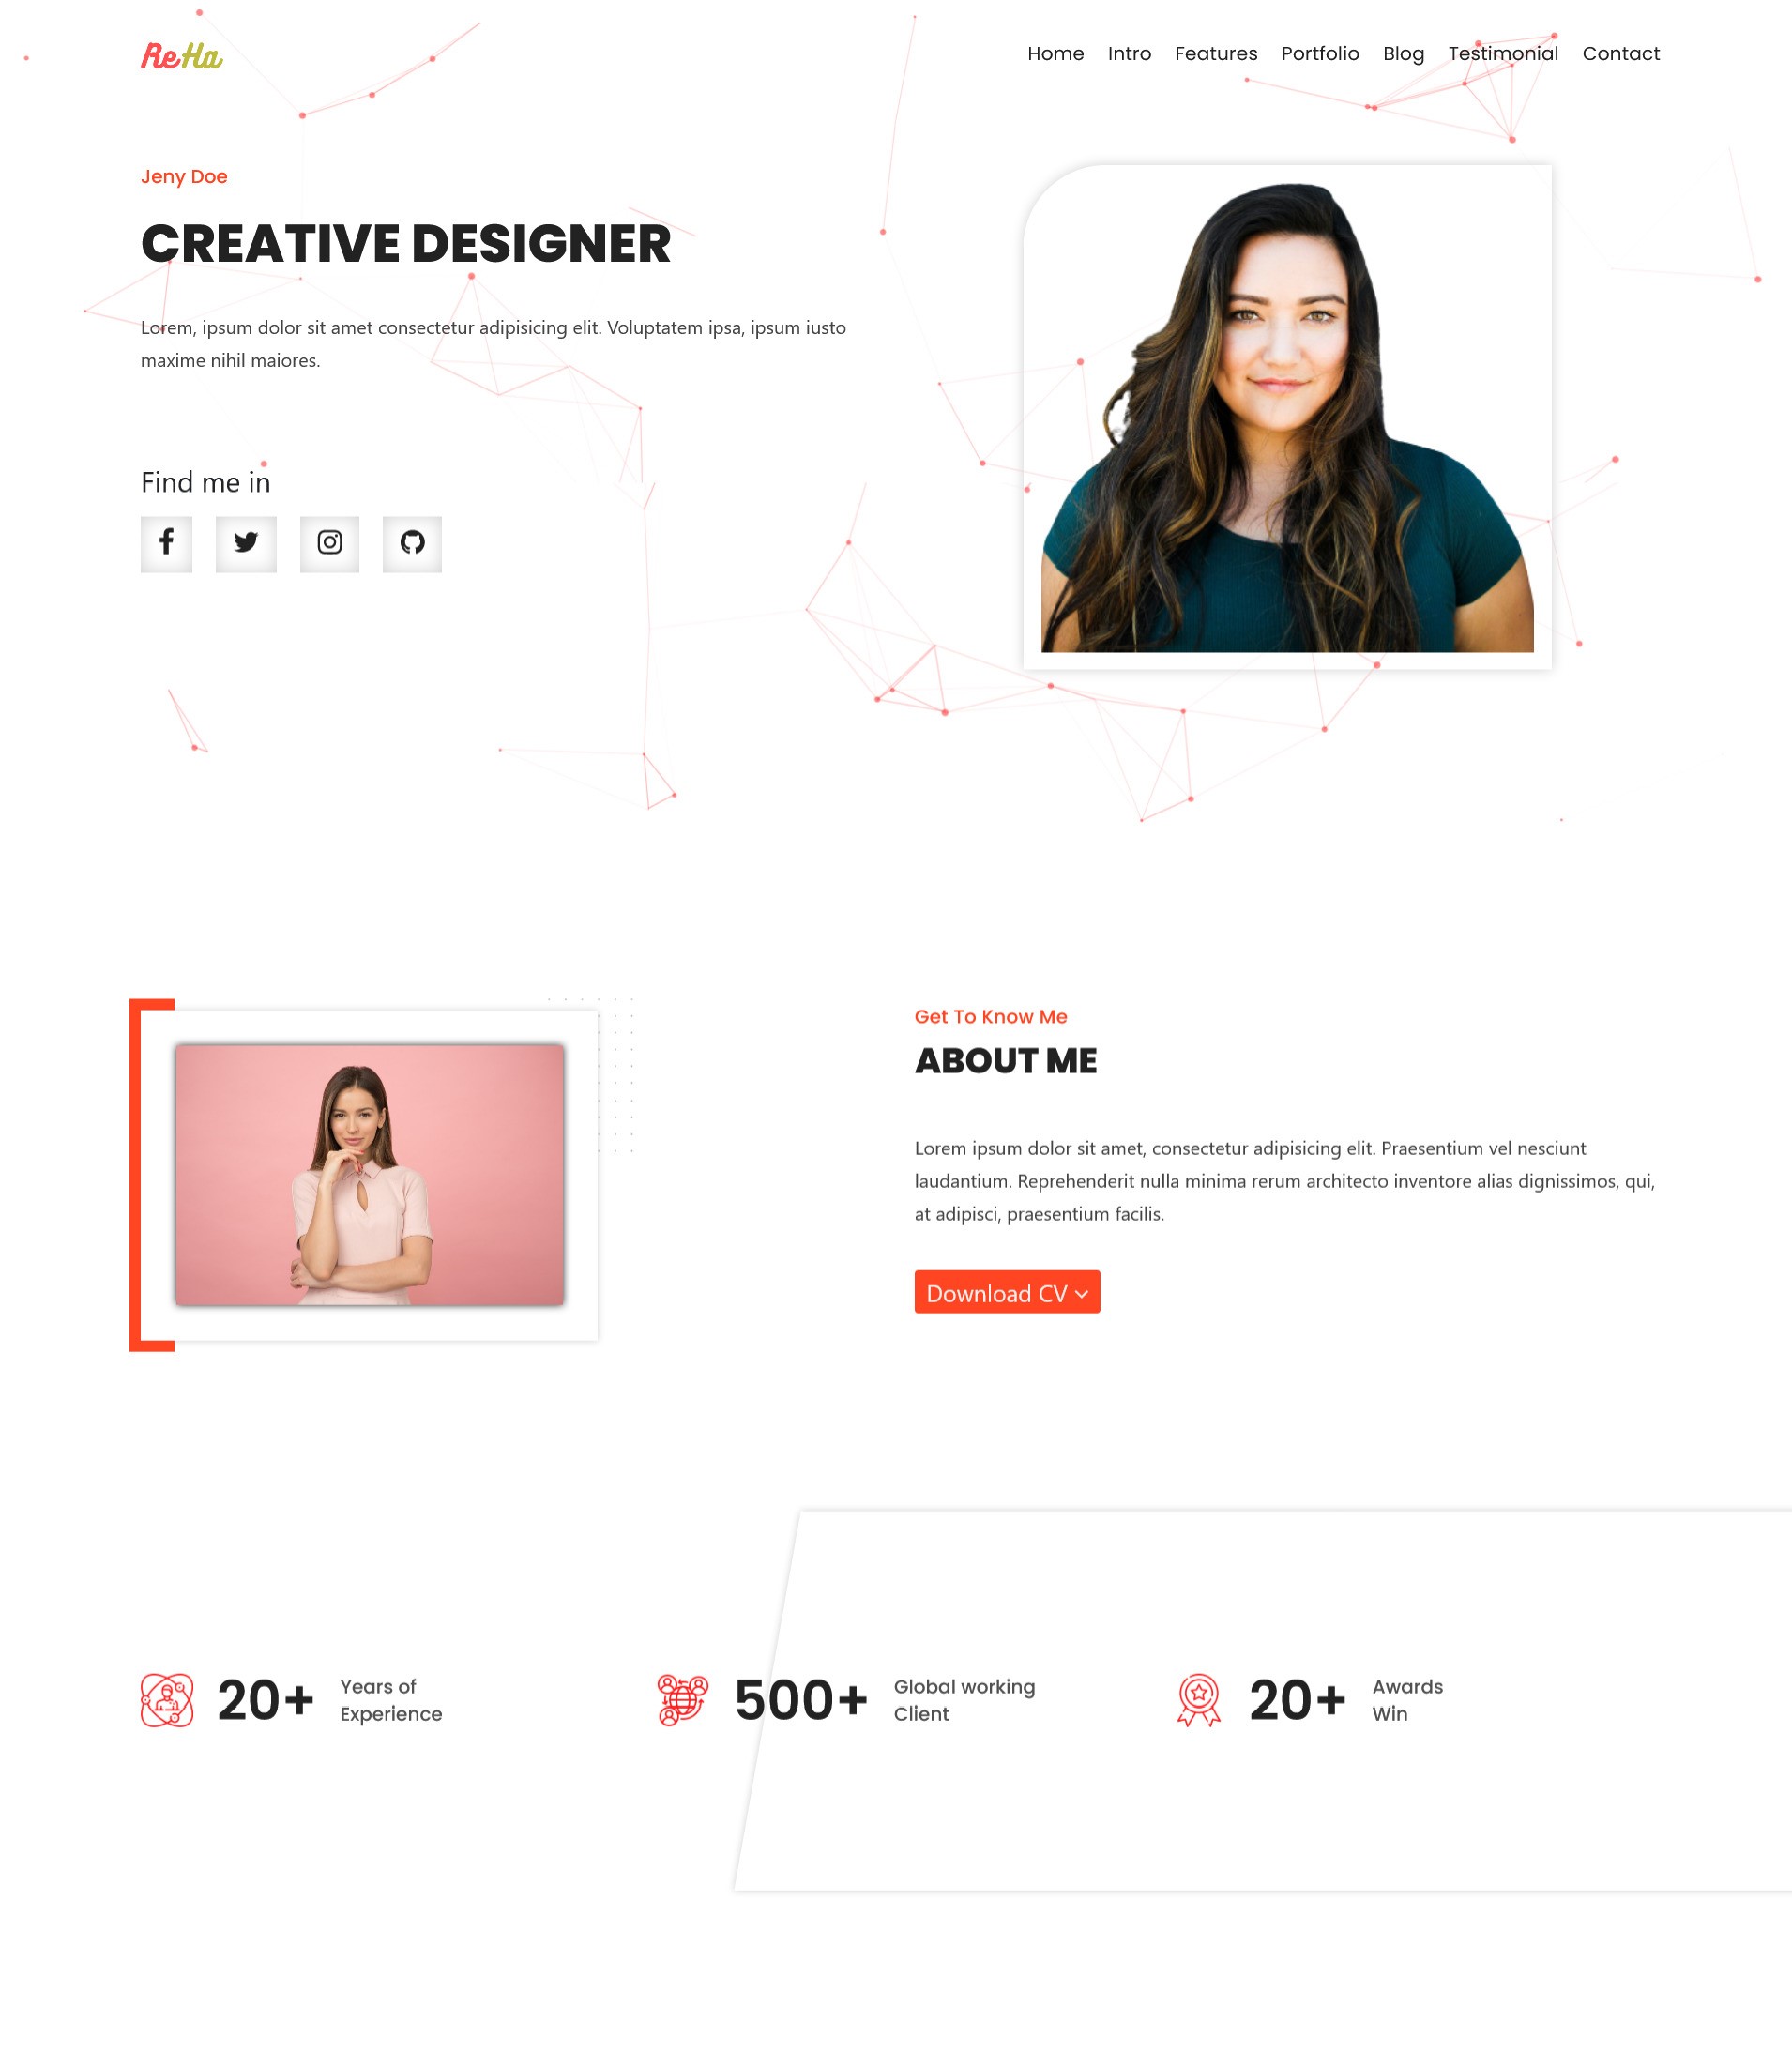 ReHa
Home Intro Features Portfolio Blog Testimonial Contact
Jeny Doe
CREATIVE DESIGNER
Lorem, ipsum dolor sit amet consectetur adipisicing elit. Voluptatem ipsa, ipsum iusto
maxime nihil maiores.
Find me in
Get To Know Me
ABOUT ME
Lorem ipsum dolor sit amet, consectetur adipisicing elit. Praesentium vel nesciunt
laudantium. Reprehenderit nulla minima rerum architecto inventore alias dignissimos, qui,
at adipisci, praesentium facilis.
Download CV
20+
Years of
Experience
500+
Global working
Client
20+
Awards
Win